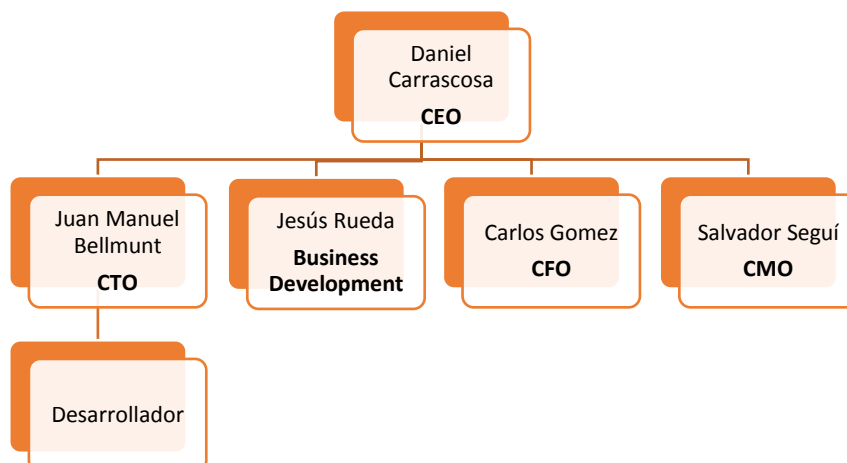 Daniel
Carrascosa
CEO
Juan Manuel
Bellmunt
CTO
Jesús Rueda
Business
Development
Carlos Gomez
CFO
Salvador Seguí
CMO
Desarrollador